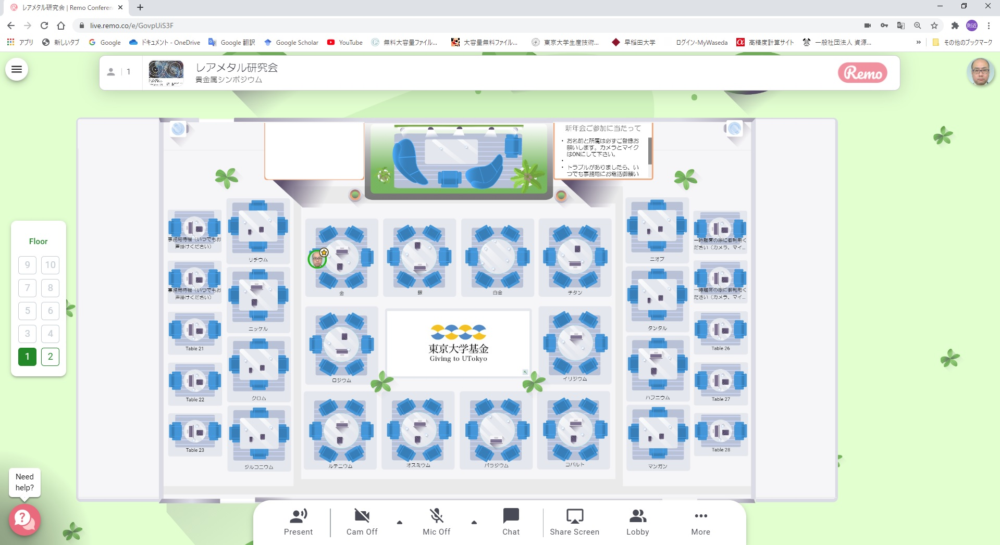 レアメタル研究会 | Remo Conferen
live.remo.co/e/GovpUiS3F
則近
アプリ
新しいタブ
Google
ドキュメント - OneDrive
Google 翻訳
Google Scholar
YouTube
無料大容量ファイル...
大容量無料ファイル...
東京大学生産技術...
早稲田大学
ログイン-MyWaseda
高精度計算サイト
一般社団法人 資源...
»
その他のブックマーク
1
レアメタル研究会
貴金属シンポジウム
Remo
新年会ご参加に当たって
• お名前と所属は必ずご登録お
願いします。カメラとマイク
はONにして下さい。
•
• トラブルがありましたら、い
つでも事務局にお電話御願い
Floor
9
10
7
8
5
6
3
4
1
2
事務局待機（いつでもお
声掛けください）
リチウム
事務局待機（いつでもお
声掛けください）
ニッケル
Table 21
クロム
Table 22
Table 23
ジルコニウム
金
銀
白金
チタン
ロジウム
東京大学基金
Giving to UTokyo
イリジウム
ルテニウム
オスミウム
パラジウム
コバルト
ニオブ
一時離席の際に御利用く
ださい（カメラ、マイ...
タンタル
一時離席の際に御利用く
ださい（カメラ、マイ...
Table 26
ハフニウム
Table 27
マンガン
Table 28
Need
help?
Present
Cam Off
Mic Off
Chat
Share Screen
Lobby
More